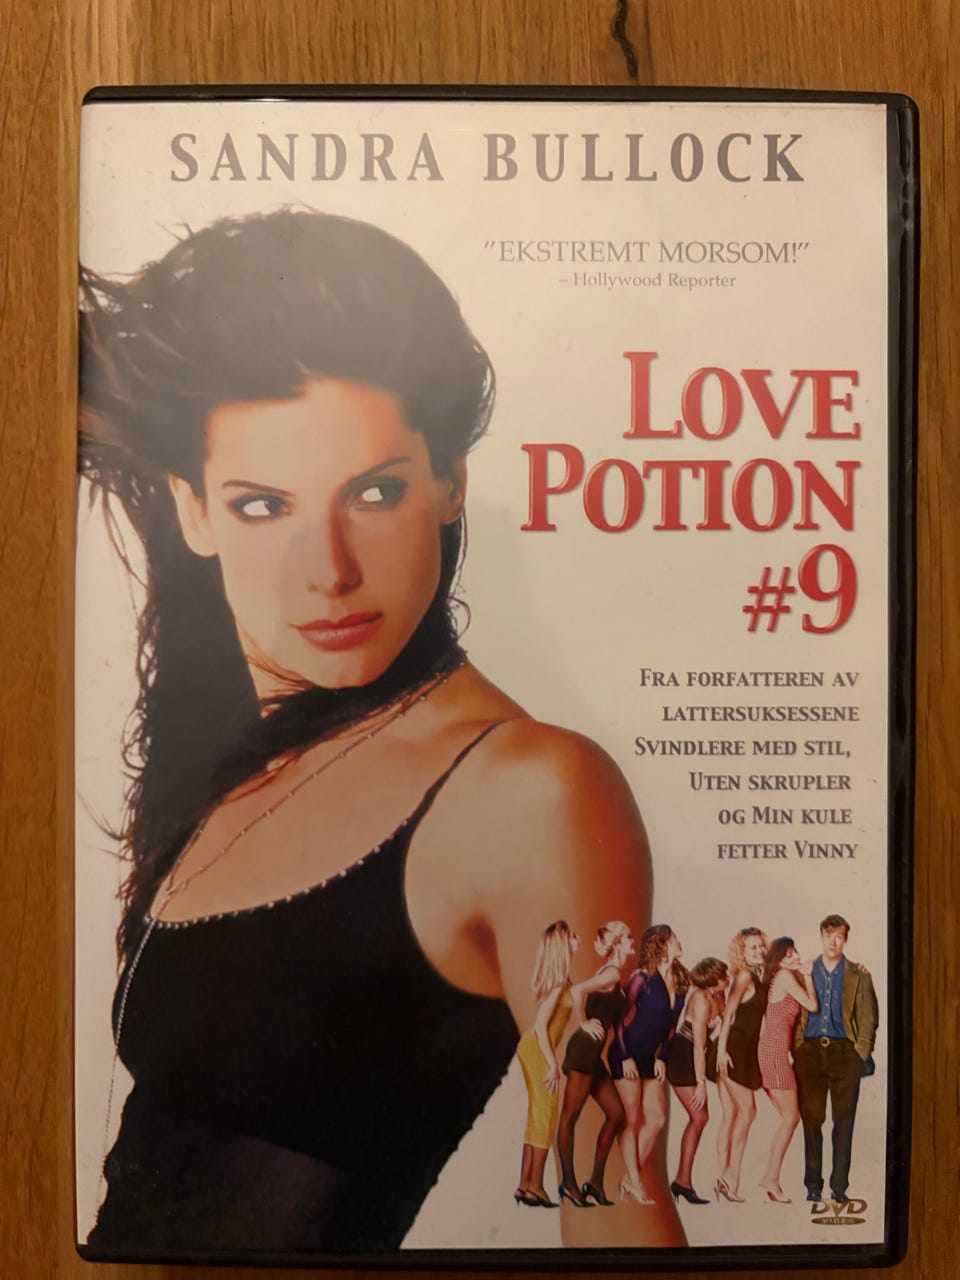 SANDRA BULLOCK
"EKSTREMT MORSOM!"
– Hollywood Reporter
LOVE
POTION
#9
FRA FORFATTEREN AV
LATTERSUKSESSENE
SVINDLERE MED STIL,
UTEN SKRUPLER
OG MIN KULE
FETTER VINNY
DVD
VIDEO